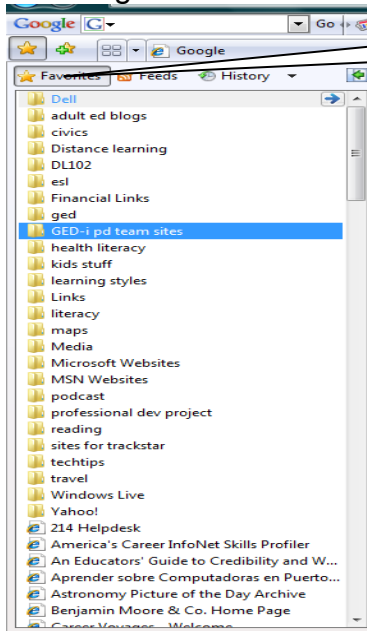 Google G Go
Google
Favorites Feeds History
Dell
adult ed blogs
civics
Distance learning
DL102
esl
Financial Links
ged
GED-i pd team sites
health literacy
kids stuff
learning styles
Links
literacy
maps
Media
Microsoft Websites
MSN Websites
podcast
professional dev project
reading
sites for trackstar
techtips
travel
Windows Live
Yahoo!
214 Helpdesk
America's Career InfoNet Skills Profiler
An Educators' Guide to Credibility and W...
Aprender sobre Computadoras en Puerto...
Astronomy Picture of the Day Archive
Benjamin Moore & Co. Home Page
Career Voyages - Welcome